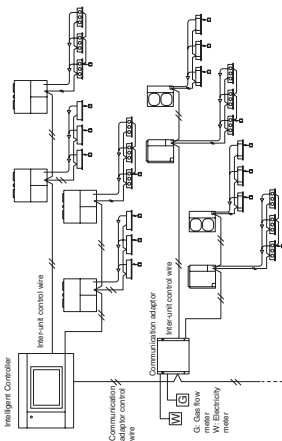 Intelligent Controller
Inter-unit control wire
Communication
adaptor control
wire
Communication adaptor
Inter-unit control wire
W
G
G: Gas flow
meter
W: Electricity
meter